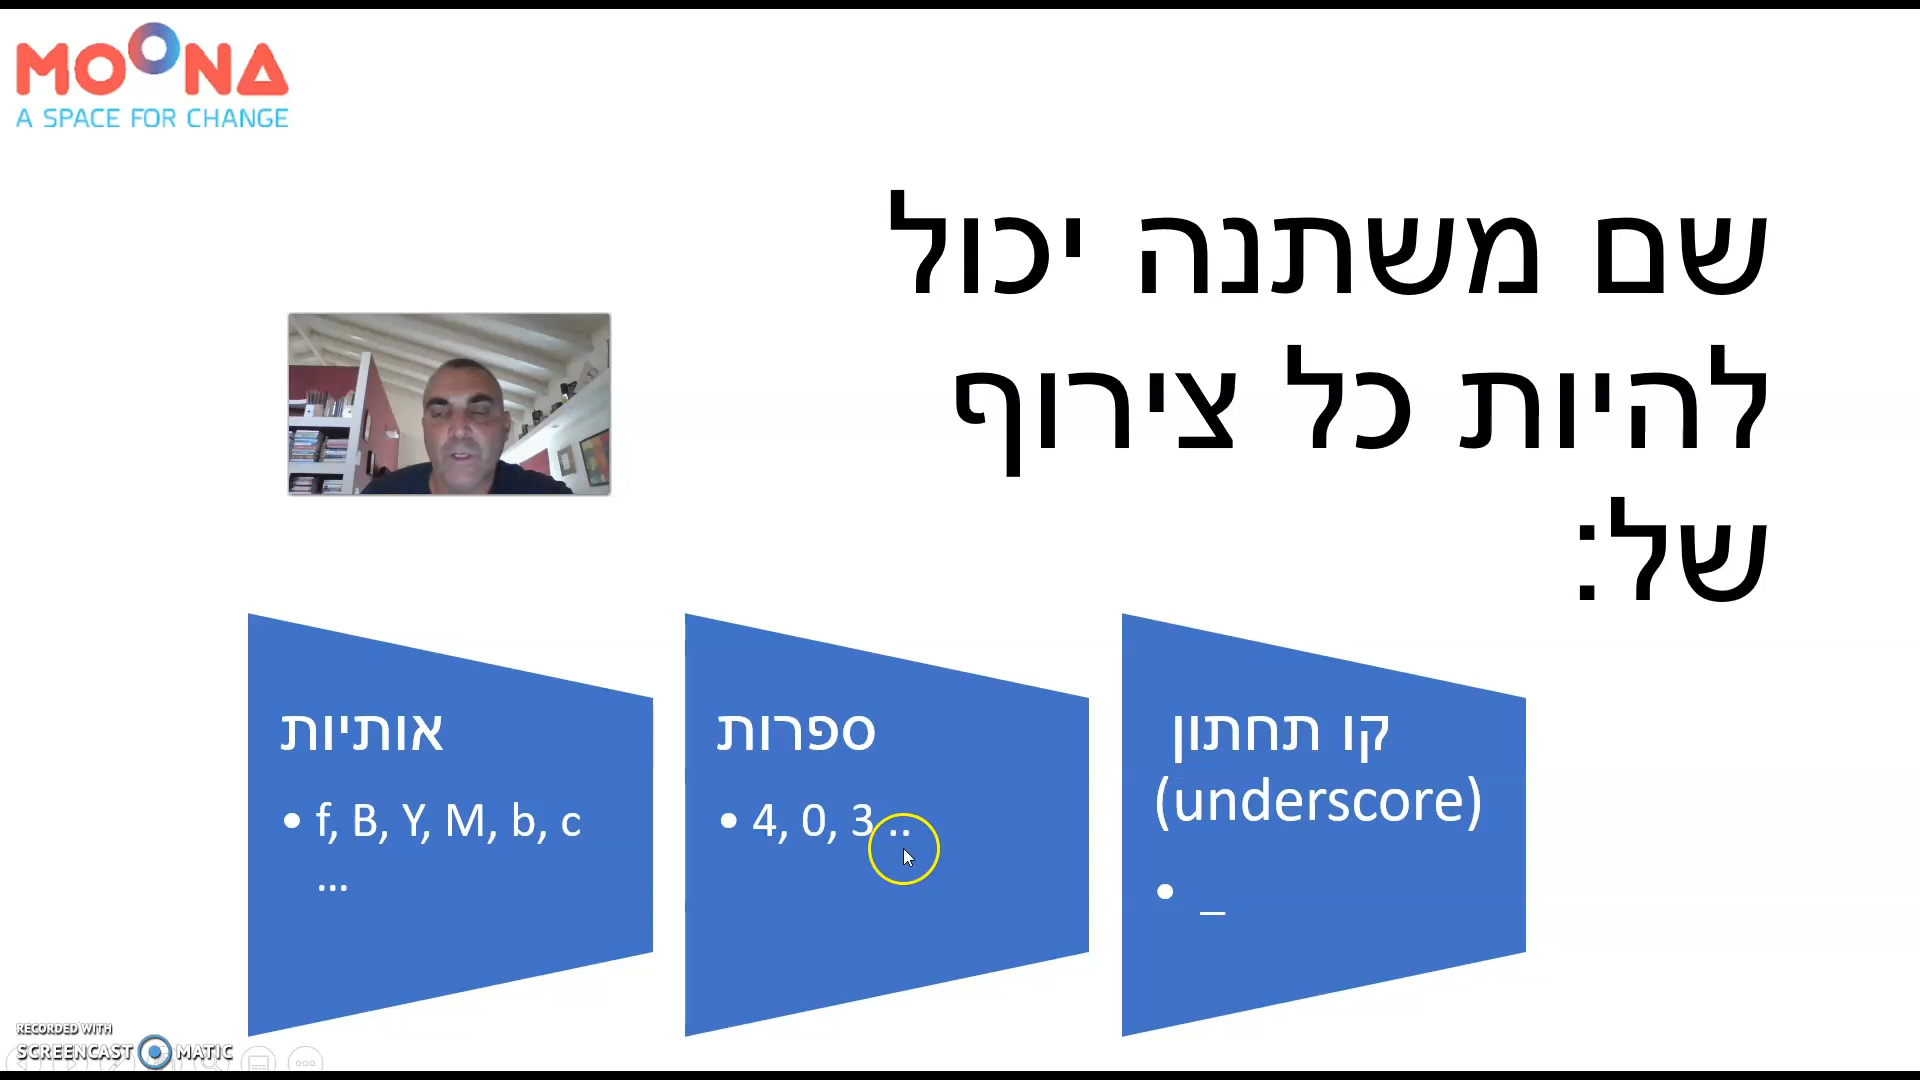 MOONA
A SPACE FOR CHANGE
שם משתנה יכול
להיות כל צירוף
של:
אותיות
• f, B, Y, M, b, c
...
ספרות
• 4, 0, 3 ..
קו תחתון
(underscore)
• _
RECORDED WITH
SCREENCAST MATIC